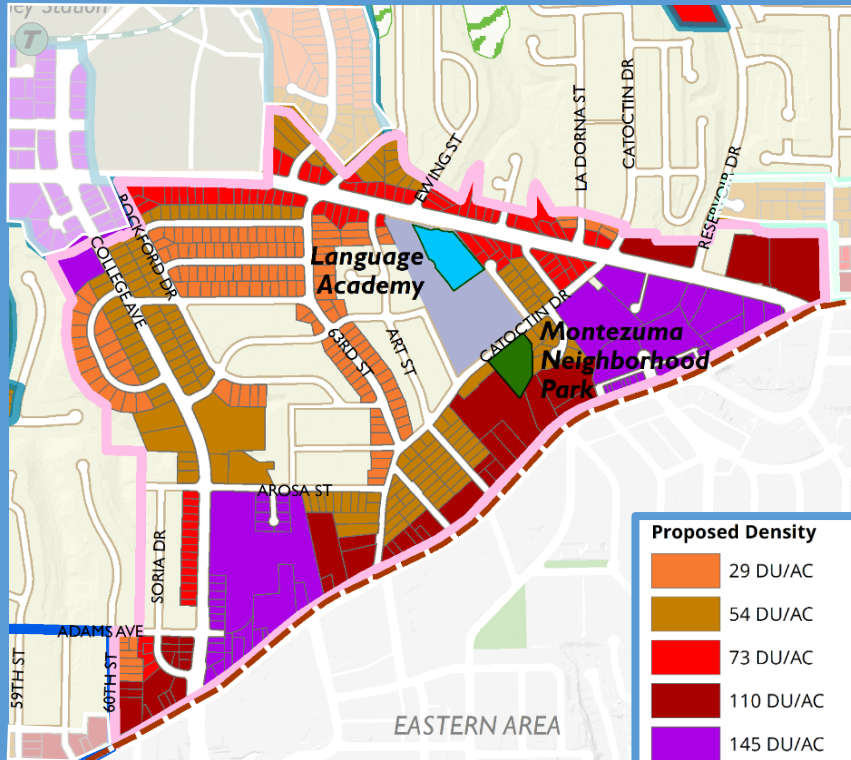 ney Station
T
EWING ST
LA DORNA ST
CATOCTIN DR
RESERVOIR DR
ROCKFORD DR
COLLEGE AVE
Language
Academy
63RD ST
ART ST
CATOCTIN DR
Montezuma
Neighborhood
Park
AROSA ST
SORIA DR
ADAMS AVE
59TH ST
60TH ST
EASTERN AREA
Proposed Density
29 DU/AC
54 DU/AC
73 DU/AC
110 DU/AC
145 DU/AC